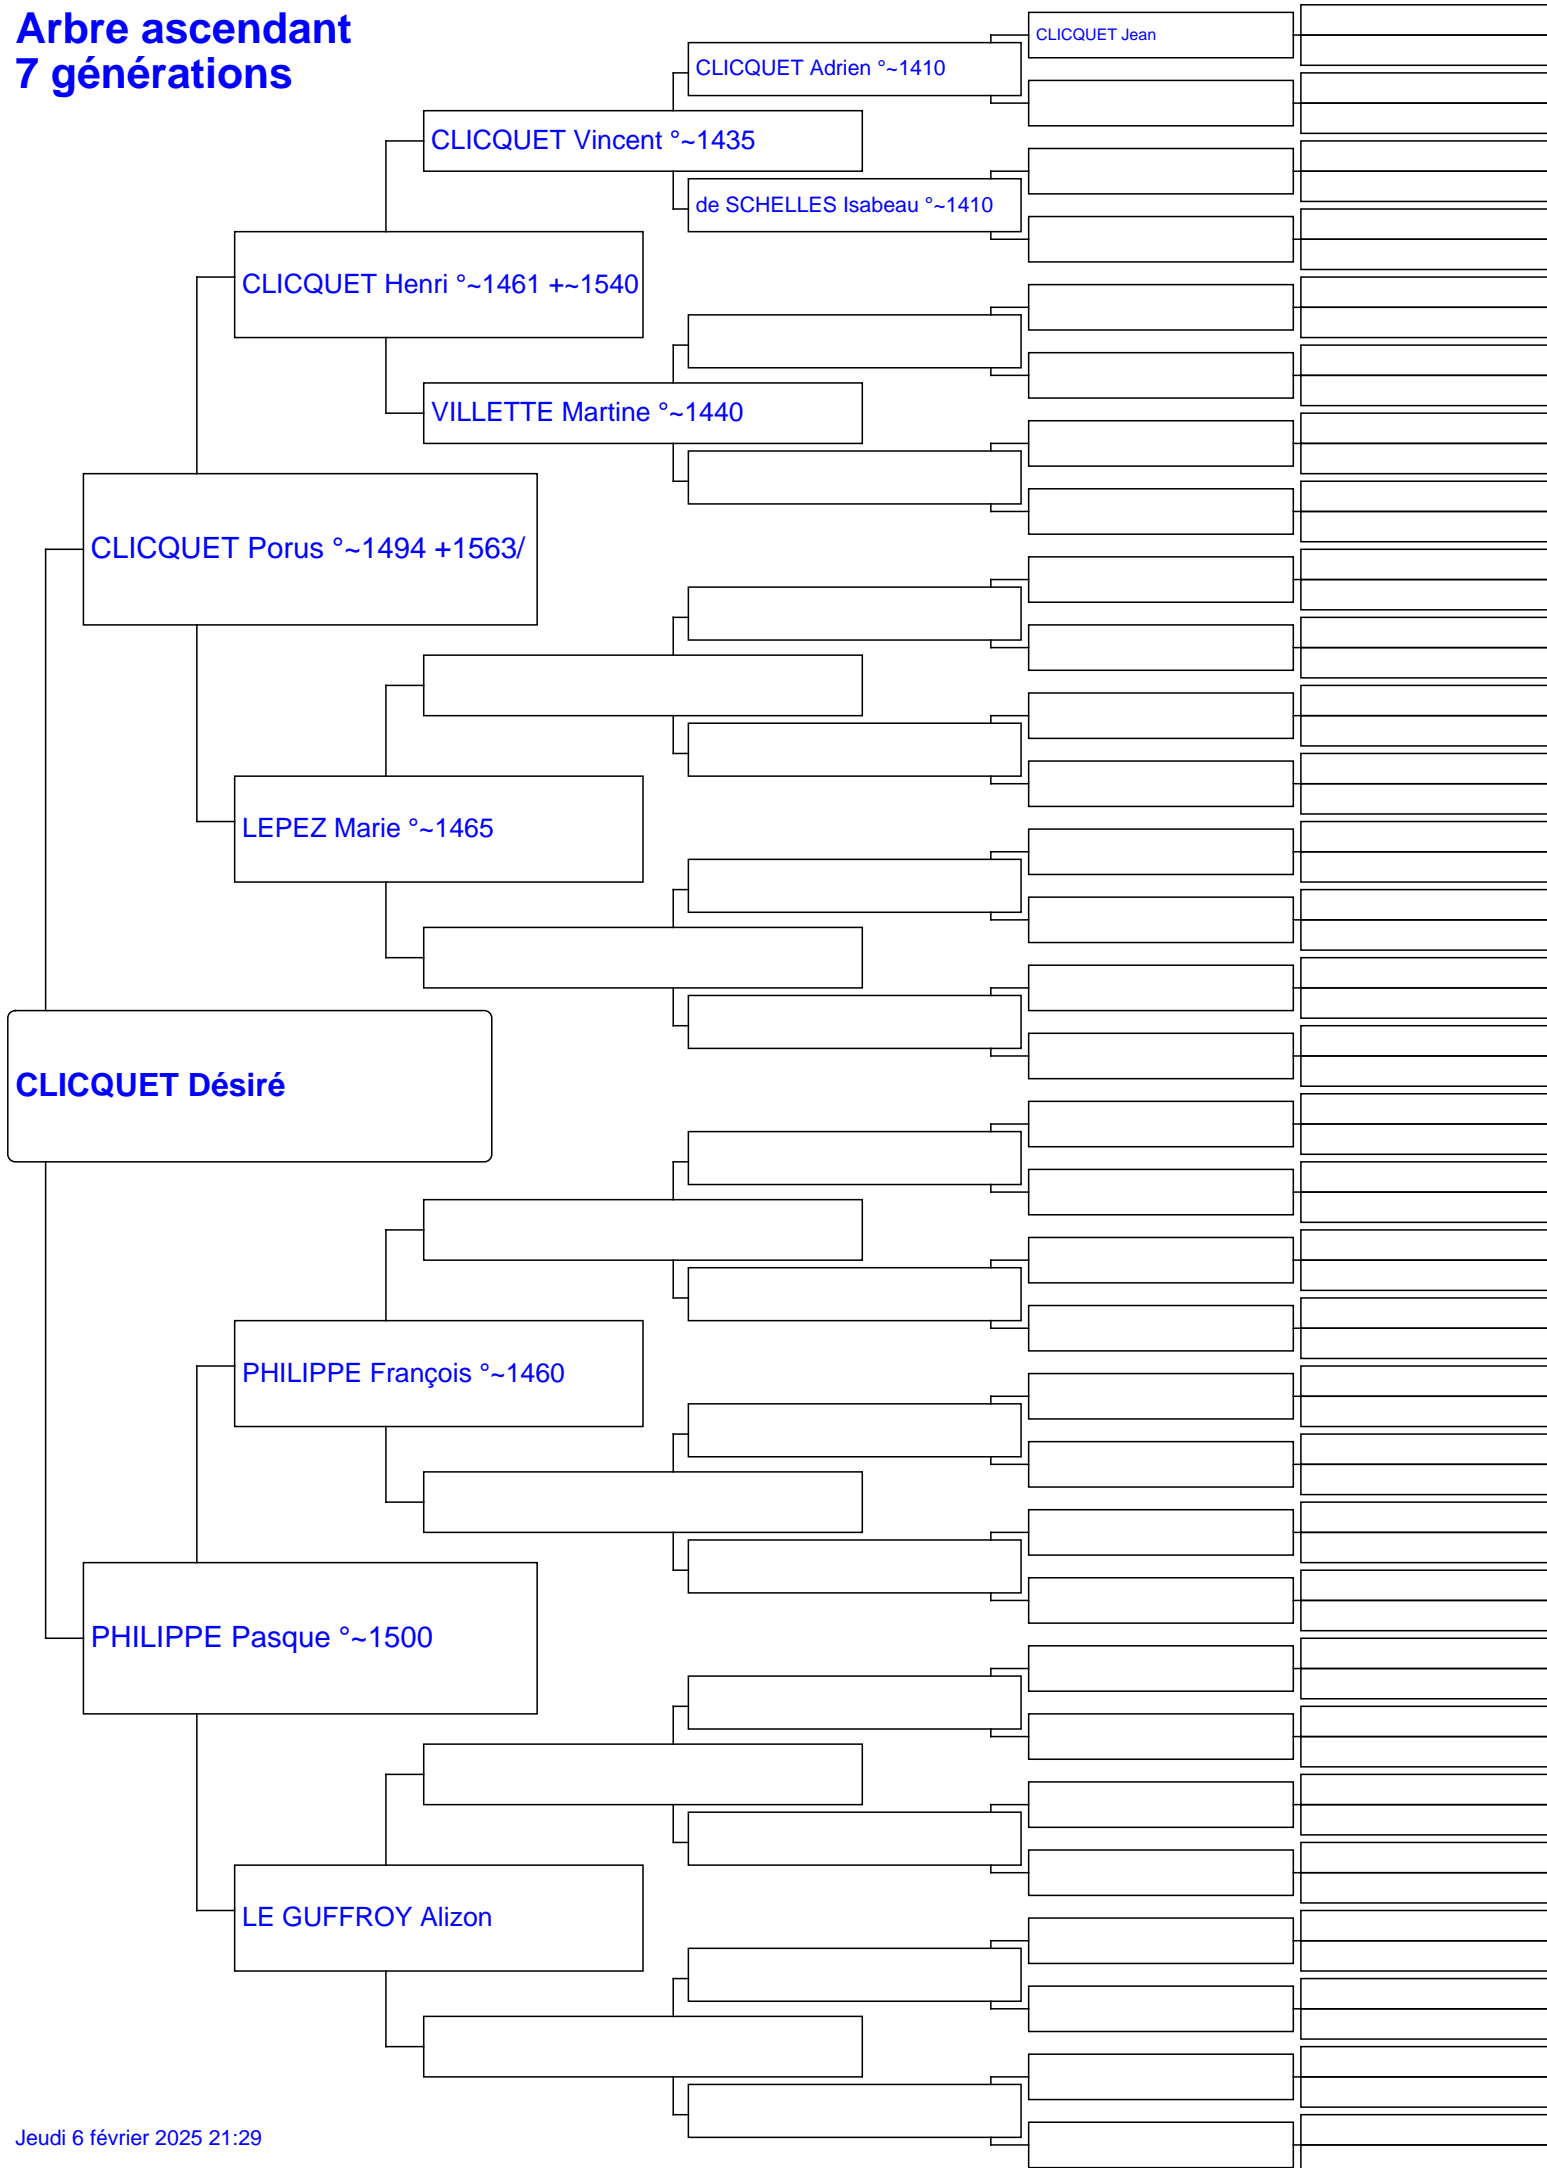 Arbre ascendant
7 générations
CLICQUET Jean
CLICQUET Adrien °~1410
CLICQUET Vincent °~1435
de SCHELLES Isabeau °~1410
CLICQUET Henri °~1461 +~1540
VILLETTE Martine °~1440
CLICQUET Porus °~1494 +1563/
LEPEZ Marie °~1465
CLICQUET Désiré
PHILIPPE François °~1460
PHILIPPE Pasque °~1500
LE GUFFROY Alizon
Jeudi 6 février 2025 21:29